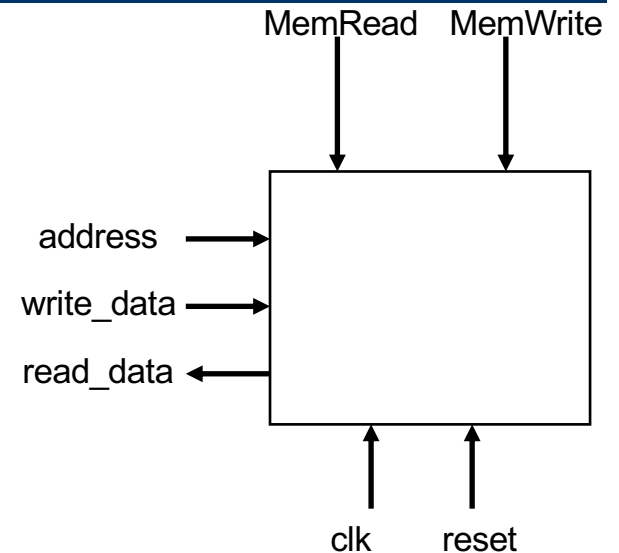 MemRead MemWrite
address
write_data
read_data
clk reset